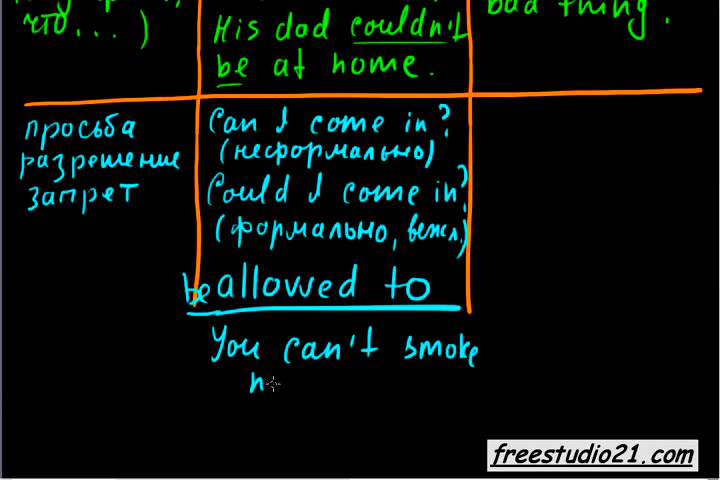 что...)
His dad couldn't
be at home.
bad thing.
просьба
разрешение
запрет
Can I come in?
(неформально)
Could I come in?
(формально, вежл.)
be allowed to
You can't smoke
h
freestudio21.com